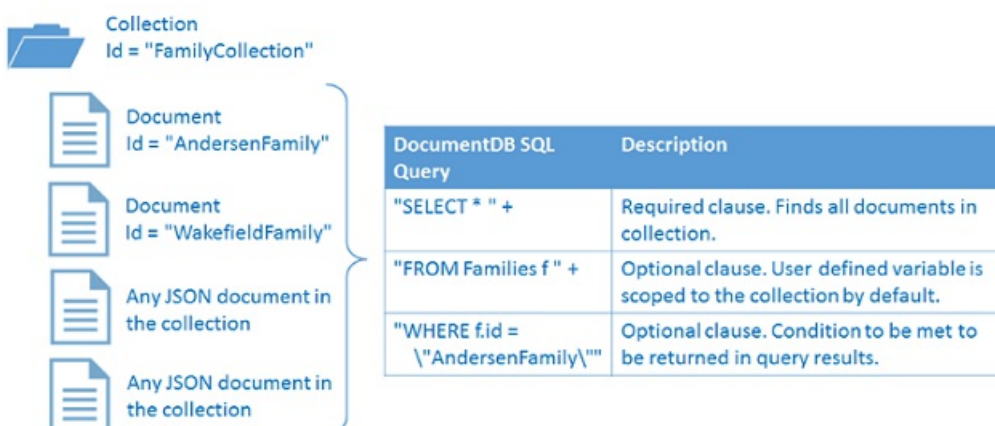 Collection
Id = "FamilyCollection"
Document
Id = "AndersenFamily"
Document
Id = "WakefieldFamily"
Any JSON document in
the collection
Any JSON document in
the collection
DocumentDB SQL
Query
Description
"SELECT * " +
Required clause. Finds all documents in
collection.
"FROM Families f " +
Optional clause. User defined variable is
scoped to the collection by default.
"WHERE f.id =
\"AndersenFamily\""
Optional clause. Condition to be met to
be returned in query results.